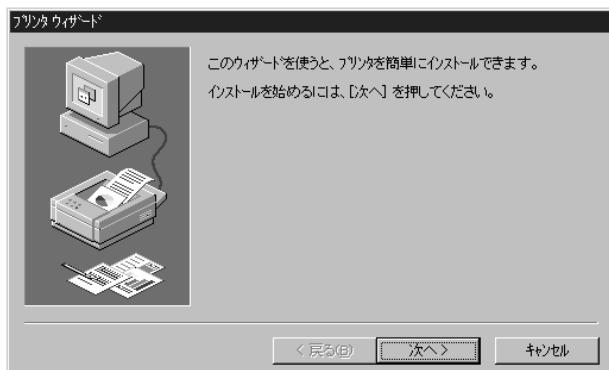 プリンタ ウィザード
このウィザードを使うと、プリンタを簡単にインストールできます。
インストールを始めるには、[次へ] を押してください。
< 戻る(B)
次へ >
キャンセル